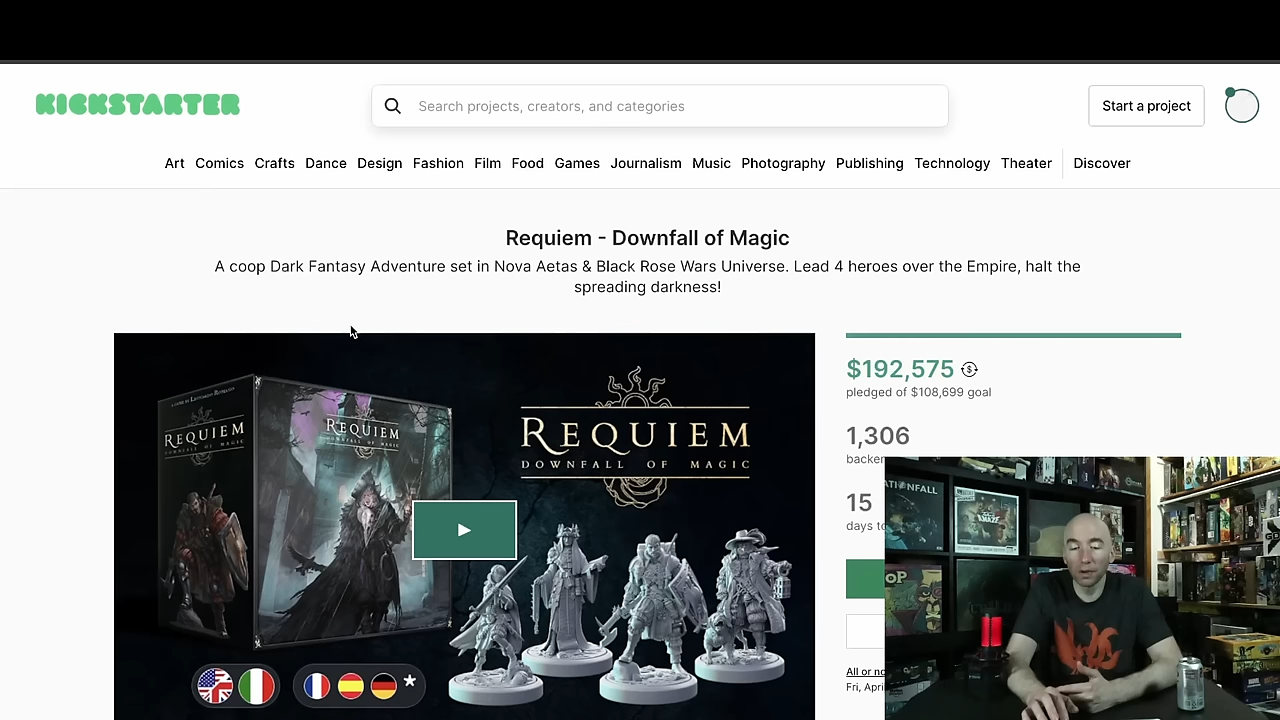 KICKSTARTER
Search projects, creators, and categories
Start a project
Art Comics Crafts Dance Design Fashion Film Food Games Journalism Music Photography Publishing Technology Theater Discover
Requiem - Downfall of Magic
A coop Dark Fantasy Adventure set in Nova Aetas & Black Rose Wars Universe. Lead 4 heroes over the Empire, halt the
spreading darkness!
$192,575
pledged of $108,699 goal
1,306
backer
15
days to
All or no
Fri, Apri
REQUIEM
DOWNFALL OF MAGIC
REQUIEM
DOWNFALL OF MAGIC
REQUIEM
DOWNFALL OF MAGIC
*